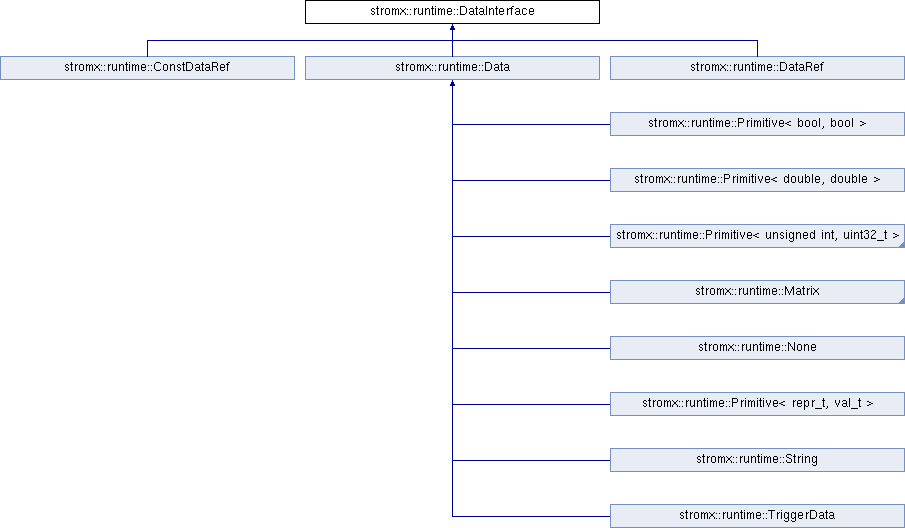 stromx::runtime::DataInterface
stromx::runtime::ConstDataRef
stromx::runtime::Data
stromx::runtime::DataRef
stromx::runtime::Primitive< bool, bool >
stromx::runtime::Primitive< double, double >
stromx::runtime::Primitive< unsigned int, uint32_t >
stromx::runtime::Matrix
stromx::runtime::None
stromx::runtime::Primitive< repr_t, val_t >
stromx::runtime::String
stromx::runtime::TriggerData